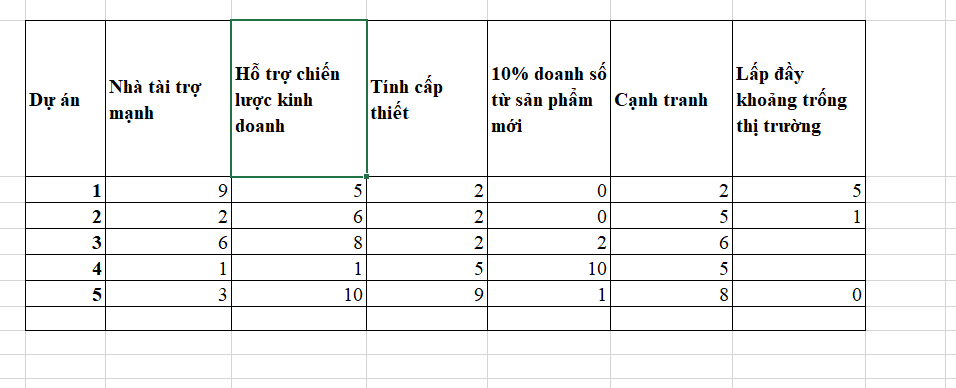 Dự án | Nhà tài trợ mạnh | Hỗ trợ chiến lược kinh doanh | Tính cấp thiết | 10% doanh số từ sản phẩm mới | Cạnh tranh | Lấp đầy khoảng trống thị trường
1 | 9 | 5 | 2 | 0 | 2 | 5
2 | 2 | 6 | 2 | 0 | 5 | 1
3 | 6 | 8 | 2 | 2 | 6 |
4 | 1 | 1 | 5 | 10 | 5 |
5 | 3 | 10 | 9 | 1 | 8 | 0